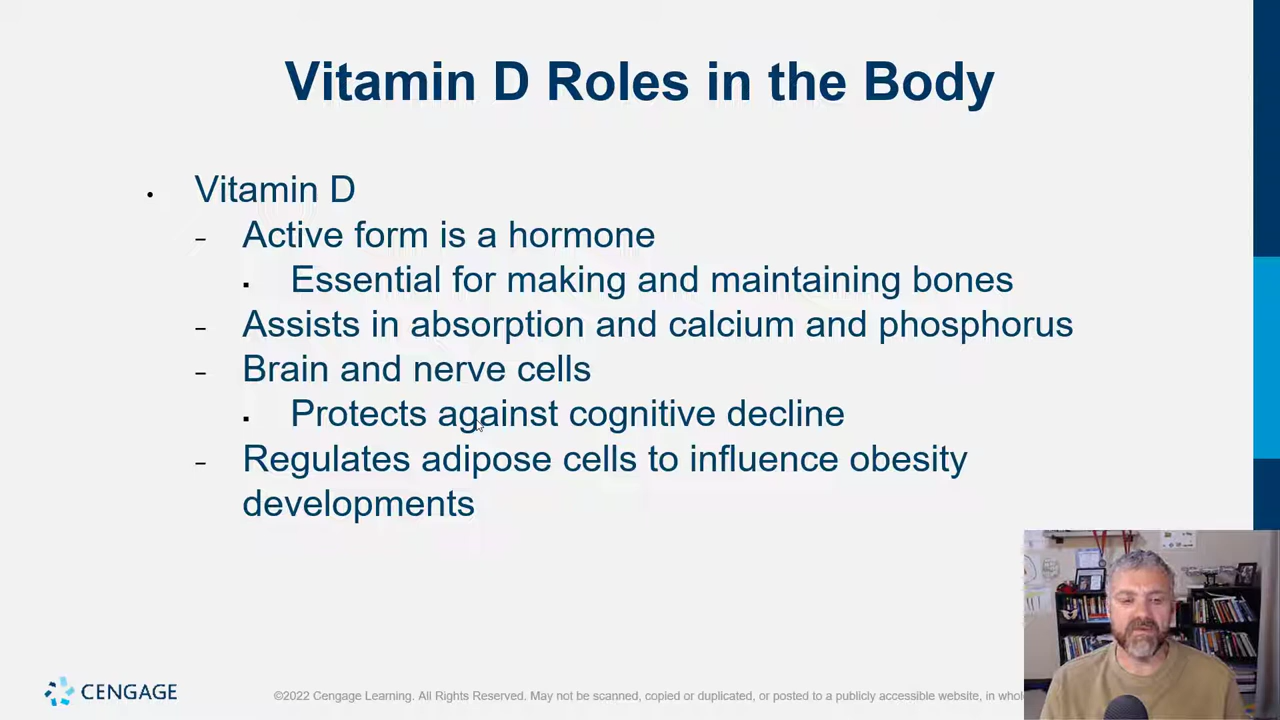 Vitamin D Roles in the Body
• Vitamin D
– Active form is a hormone
▪ Essential for making and maintaining bones
– Assists in absorption and calcium and phosphorus
– Brain and nerve cells
▪ Protects against cognitive decline
– Regulates adipose cells to influence obesity
developments
CENGAGE
©2022 Cengage Learning. All Rights Reserved. May not be scanned, copied or duplicated, or posted to a publicly accessible website, in